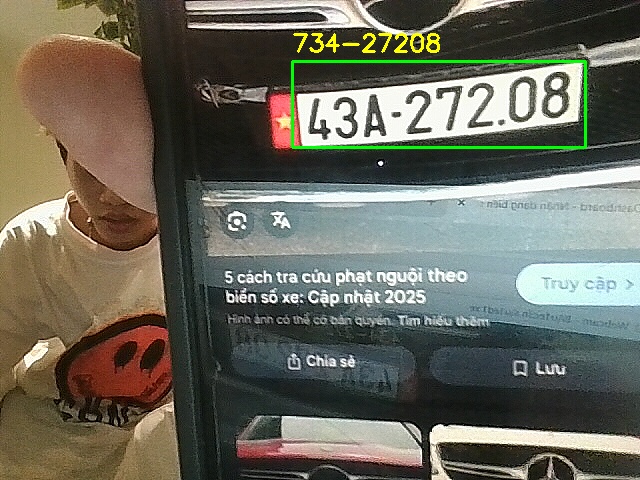 734-27208
43A-272.08
5 cách tra cứu phạt nguội theo
biển số xe: Cập nhật 2025
Truy cập >
Hình ảnh có thể có bản quyền. Tìm hiểu thêm
Chia sẻ
Lưu